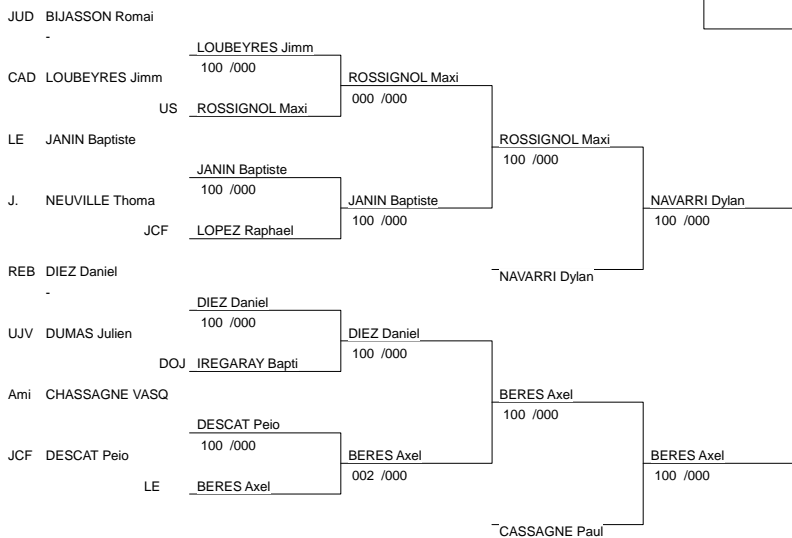 JUD BIJASSON Romai
-
LOUBEYRES Jimm
100 /000
CAD LOUBEYRES Jimm
ROSSIGNOL Maxi
000 /000
US ROSSIGNOL Maxi
LE JANIN Baptiste
ROSSIGNOL Maxi
100 /000
JANIN Baptiste
100 /000
J. NEUVILLE Thoma
JANIN Baptiste
100 /000
NAVARRI Dylan
100 /000
JCF LOPEZ Raphael
REB DIEZ Daniel
-
NAVARRI Dylan
DIEZ Daniel
100 /000
UJV DUMAS Julien
DIEZ Daniel
100 /000
DOJ IREGARAY Bapti
Ami CHASSAGNE VASQ
BERES Axel
100 /000
DESCAT Peio
100 /000
JCF DESCAT Peio
BERES Axel
002 /000
BERES Axel
100 /000
LE BERES Axel
CASSAGNE Paul